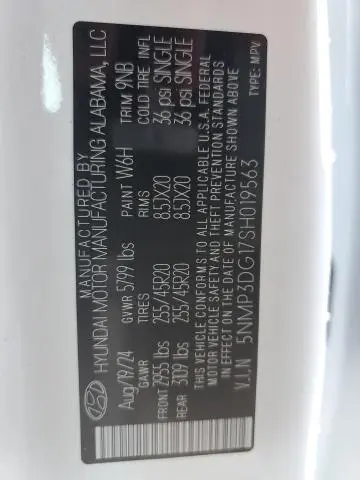 MANUFACTURED BY
HYUNDAI MOTOR MANUFACTURING ALABAMA, LLC
Aug/19/24 GVWR 5799 lbs PAINT W6H TRIM 9NB
GAWR TIRES RIMS COLD TIRE INFL
FRONT 2955 lbs 255/45R20 8.5JX20 36 psi SINGLE
REAR 3109 lbs 255/45R20 8.5JX20 36 psi SINGLE
THIS VEHICLE CONFORMS TO ALL APPLICABLE U.S.A. FEDERAL
MOTOR VEHICLE SAFETY AND THEFT PREVENTION STANDARDS
IN EFFECT ON THE DATE OF MANUFACTURE SHOWN ABOVE
V.I.N 5NMP3DG17SH019563 TYPE: MPV